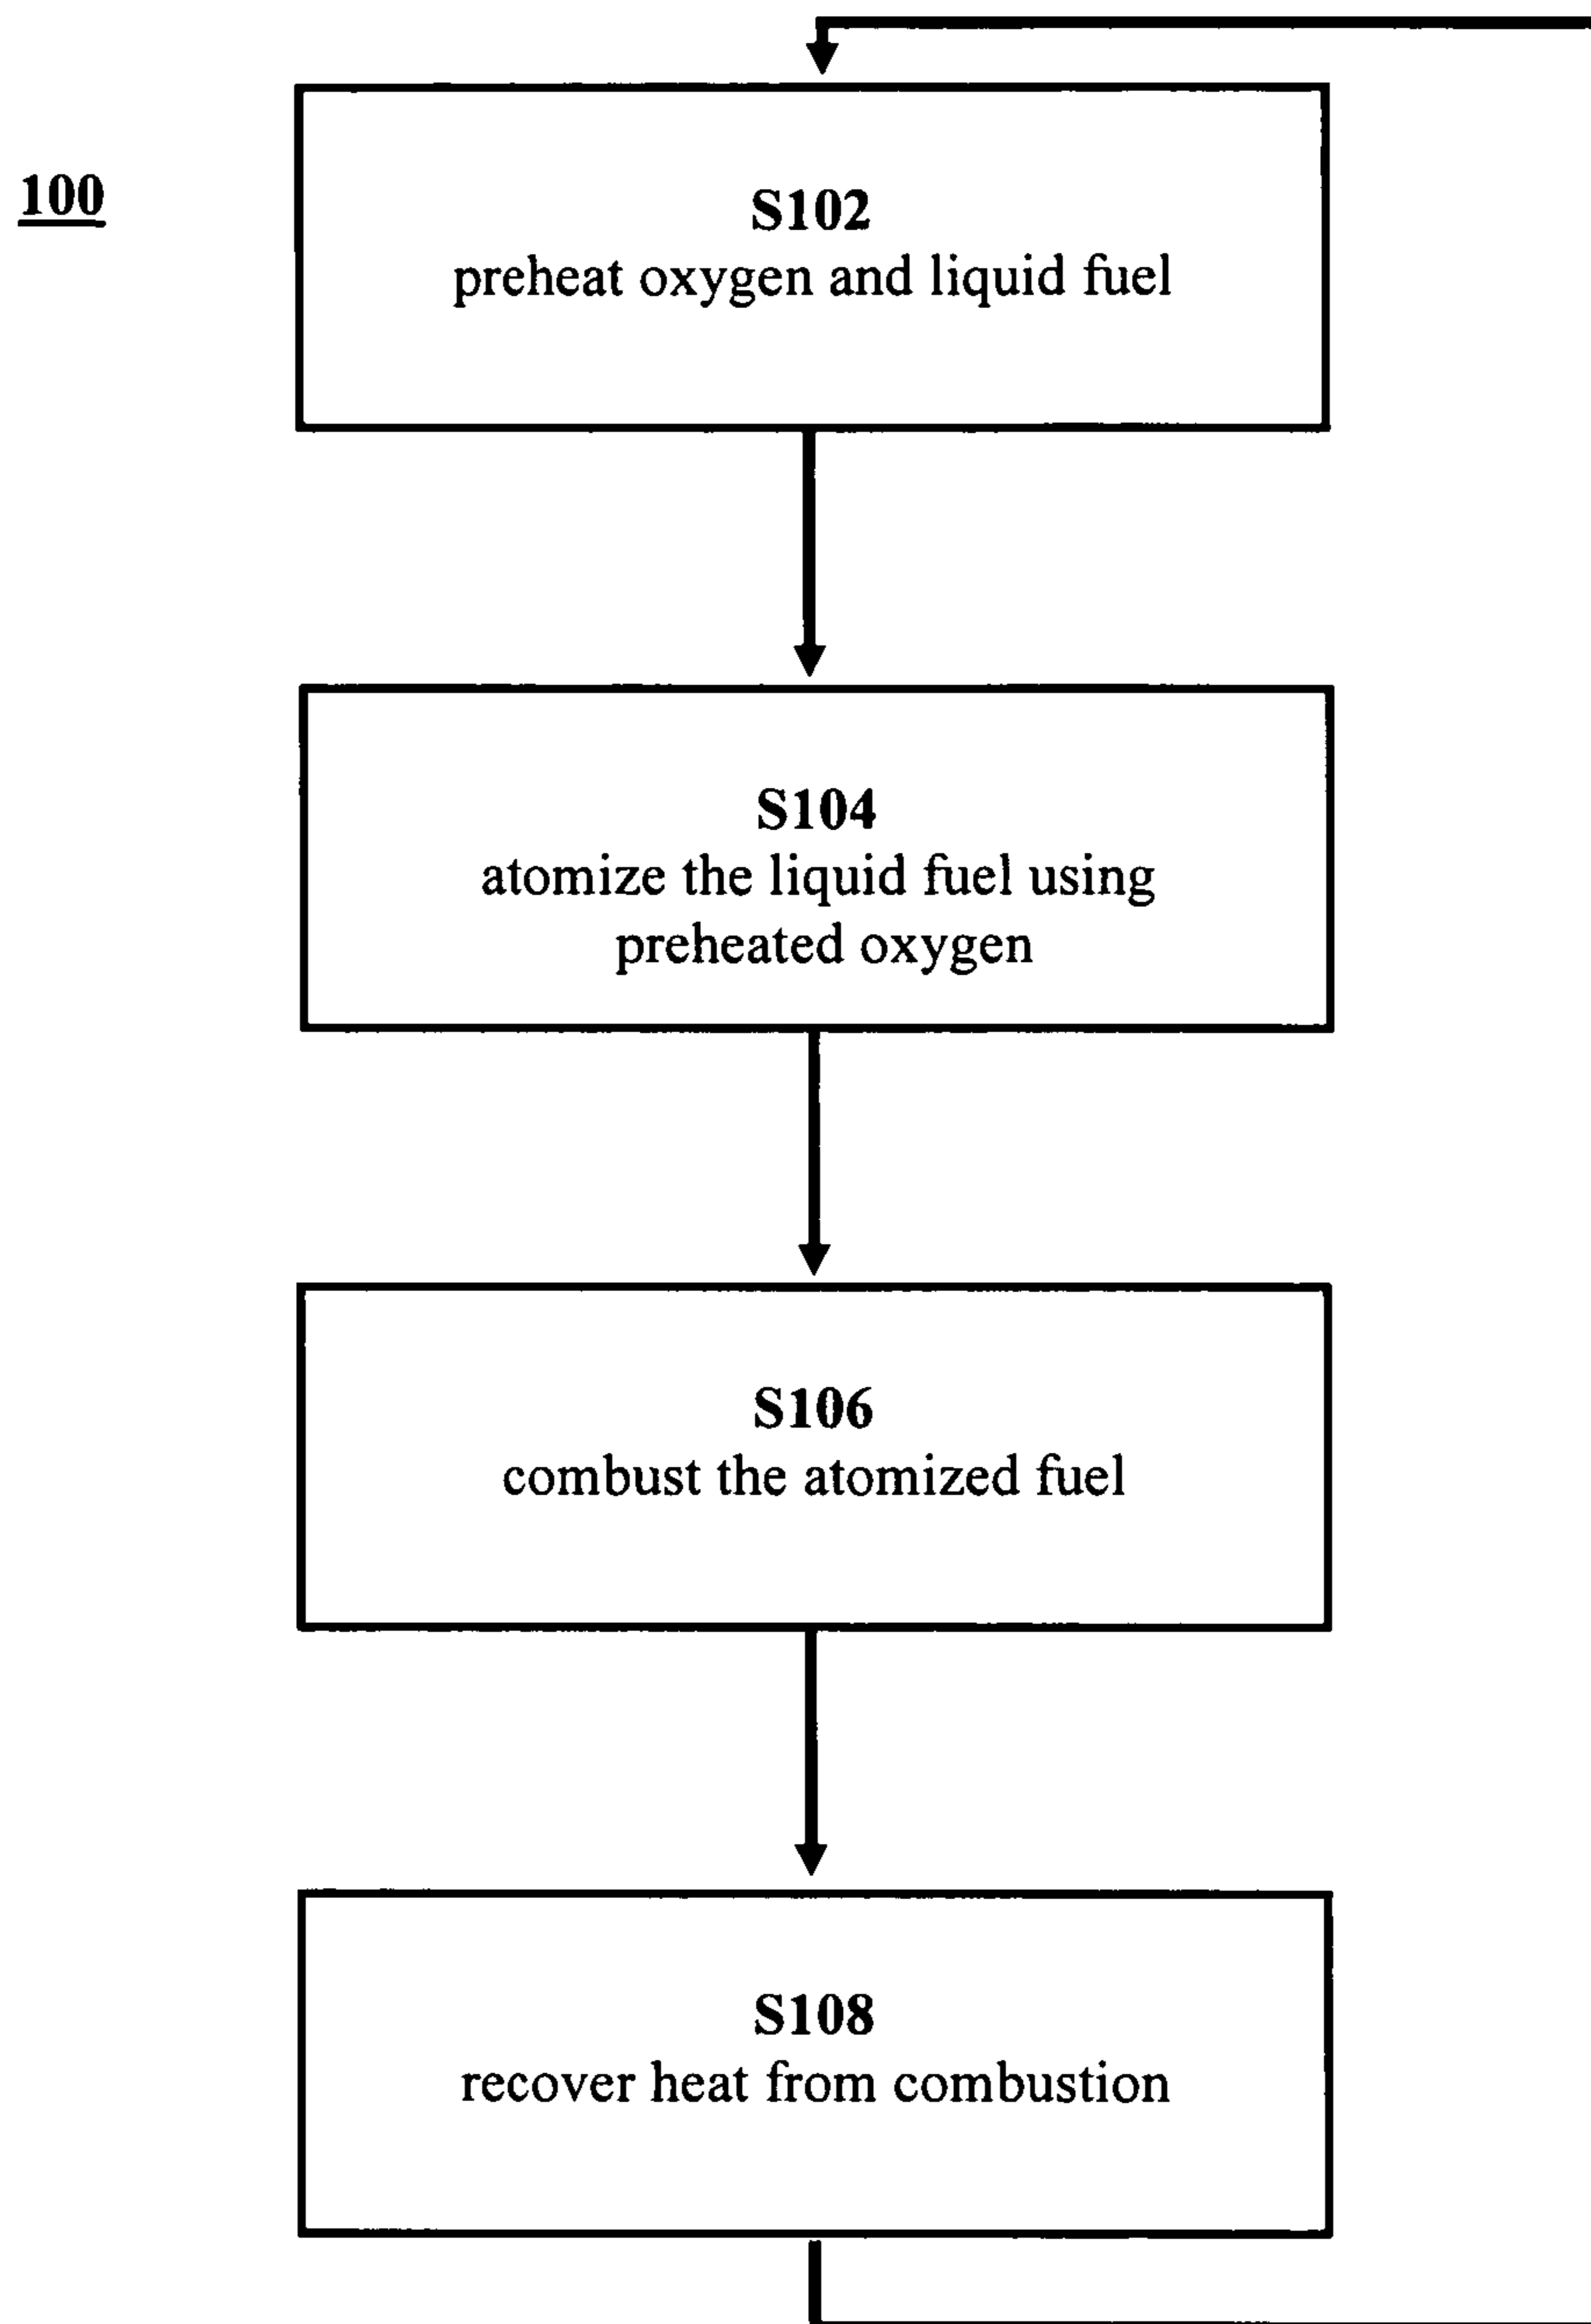 100
S102
preheat oxygen and liquid fuel
S104
atomize the liquid fuel using
preheated oxygen
S106
combust the atomized fuel
S108
recover heat from combustion